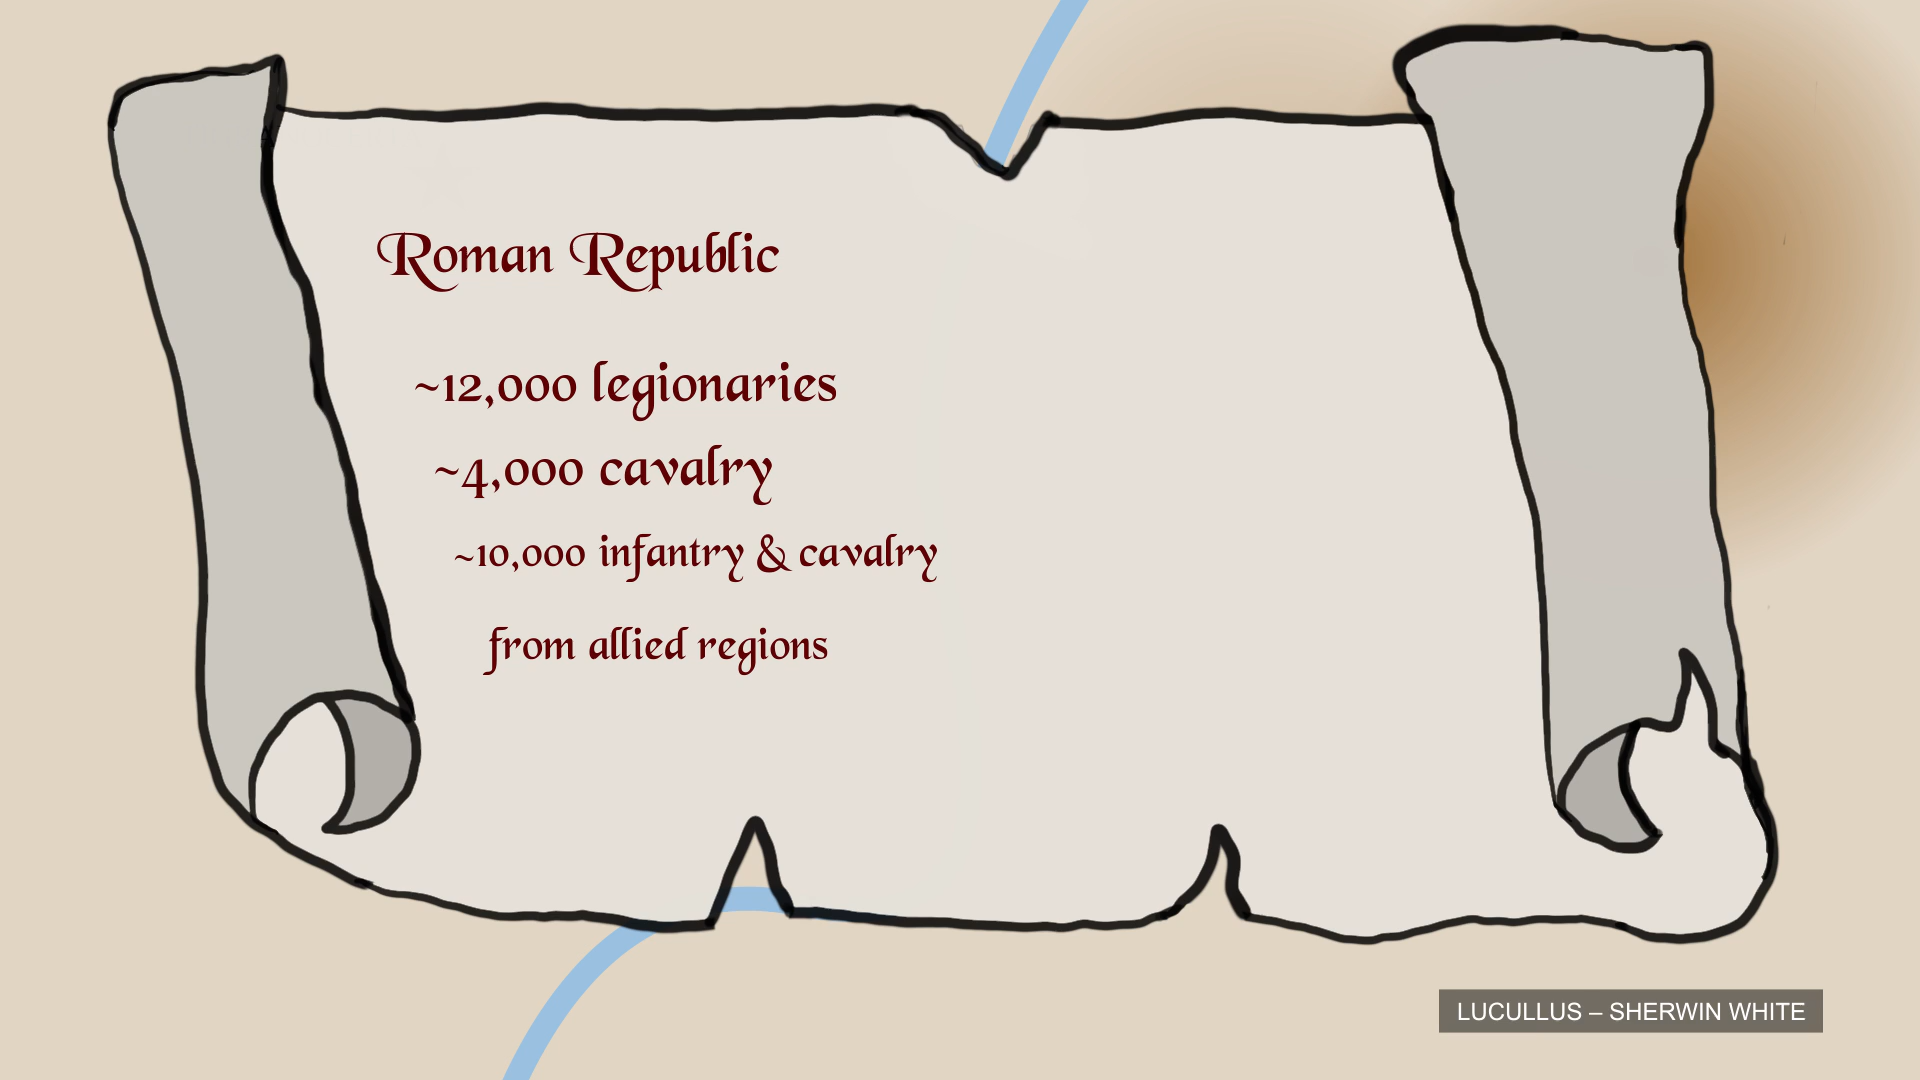 Roman Republic
~12,000 legionaries
~4,000 cavalry
~10,000 infantry & cavalry
from allied regions
LUCULLUS – SHERWIN WHITE